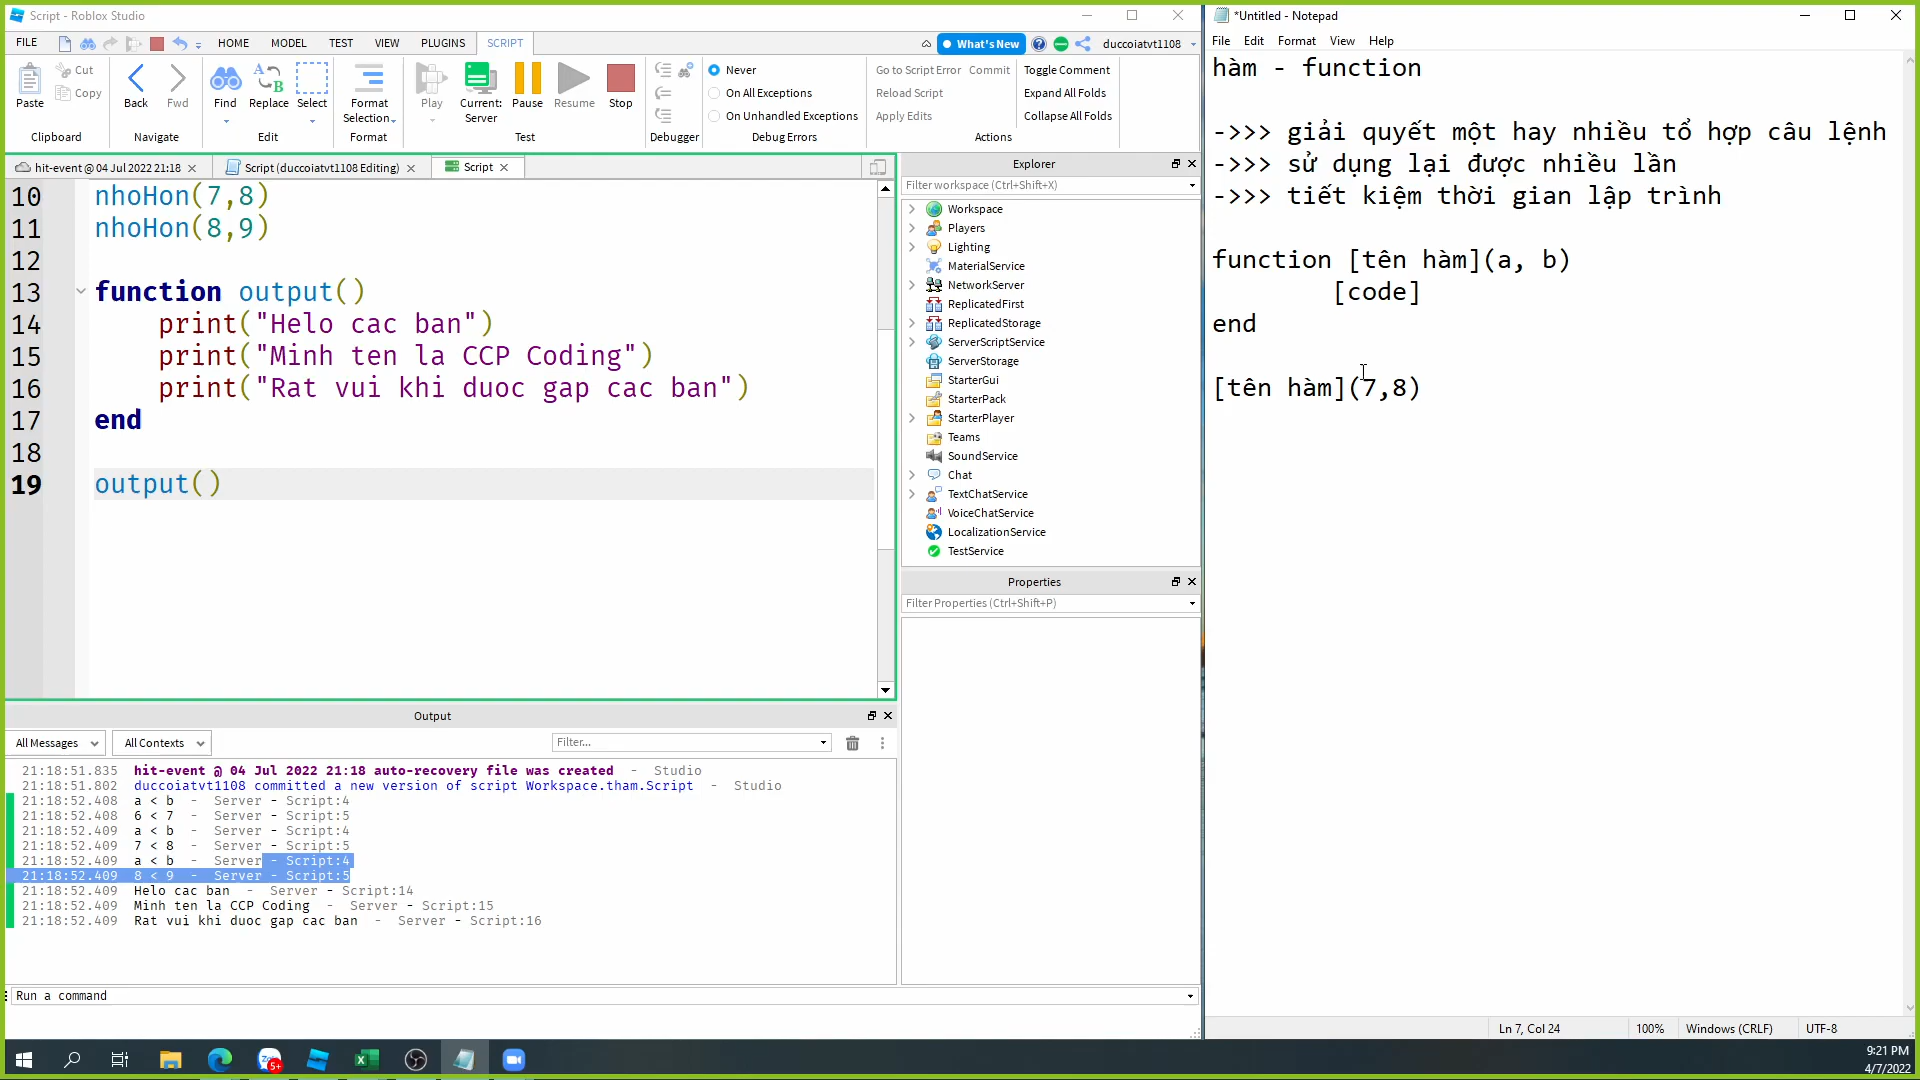 Script - Roblox Studio
FILE HOME MODEL TEST VIEW PLUGINS SCRIPT What's New duccoiatvt1108
Paste Cut Copy Clipboard
Back Fwd Navigate
Find Replace Select Edit
Format Selection Format
Play Current: Server Pause Resume Stop Test
Debugger
Never
On All Exceptions
On Unhandled Exceptions
Debug Errors
Go to Script Error Commit
Reload Script
Apply Edits
Toggle Comment
Expand All Folds
Collapse All Folds
Actions
hit-event @ 04 Jul 2022 21:18 Script (duccoiatvt1108 Editing) Script
10 nhoHon(7,8)
11 nhoHon(8,9)
12
13 function output()
14 print("Helo cac ban")
15 print("Minh ten la CCP Coding")
16 print("Rat vui khi duoc gap cac ban")
17 end
18
19 output()
Explorer
Filter workspace (Ctrl+Shift+X)
Workspace
Players
Lighting
MaterialService
NetworkServer
ReplicatedFirst
ReplicatedStorage
ServerScriptService
ServerStorage
StarterGui
StarterPack
StarterPlayer
Teams
SoundService
Chat
TextChatService
VoiceChatService
LocalizationService
TestService
Properties
Filter Properties (Ctrl+Shift+P)
Output
All Messages All Contexts Filter...
21:18:51.835 hit-event @ 04 Jul 2022 21:18 auto-recovery file was created - Studio
21:18:51.802 duccoiatvt1108 committed a new version of script Workspace.tham.Script - Studio
21:18:52.408 a < b - Server - Script:4
21:18:52.408 6 < 7 - Server - Script:5
21:18:52.409 a < b - Server - Script:4
21:18:52.409 7 < 8 - Server - Script:5
21:18:52.409 a < b - Server - Script:4
21:18:52.409 8 < 9 - Server - Script:5
21:18:52.409 Helo cac ban - Server - Script:14
21:18:52.409 Minh ten la CCP Coding - Server - Script:15
21:18:52.409 Rat vui khi duoc gap cac ban - Server - Script:16
Run a command
*Untitled - Notepad
File Edit Format View Help
hàm - function
->>> giải quyết một hay nhiều tổ hợp câu lệnh
->>> sử dụng lại được nhiều lần
->>> tiết kiệm thời gian lập trình
function [tên hàm](a, b)
[code]
end
[tên hàm](7,8)
Ln 7, Col 24 100% Windows (CRLF) UTF-8
5+
9:21 PM
4/7/2022